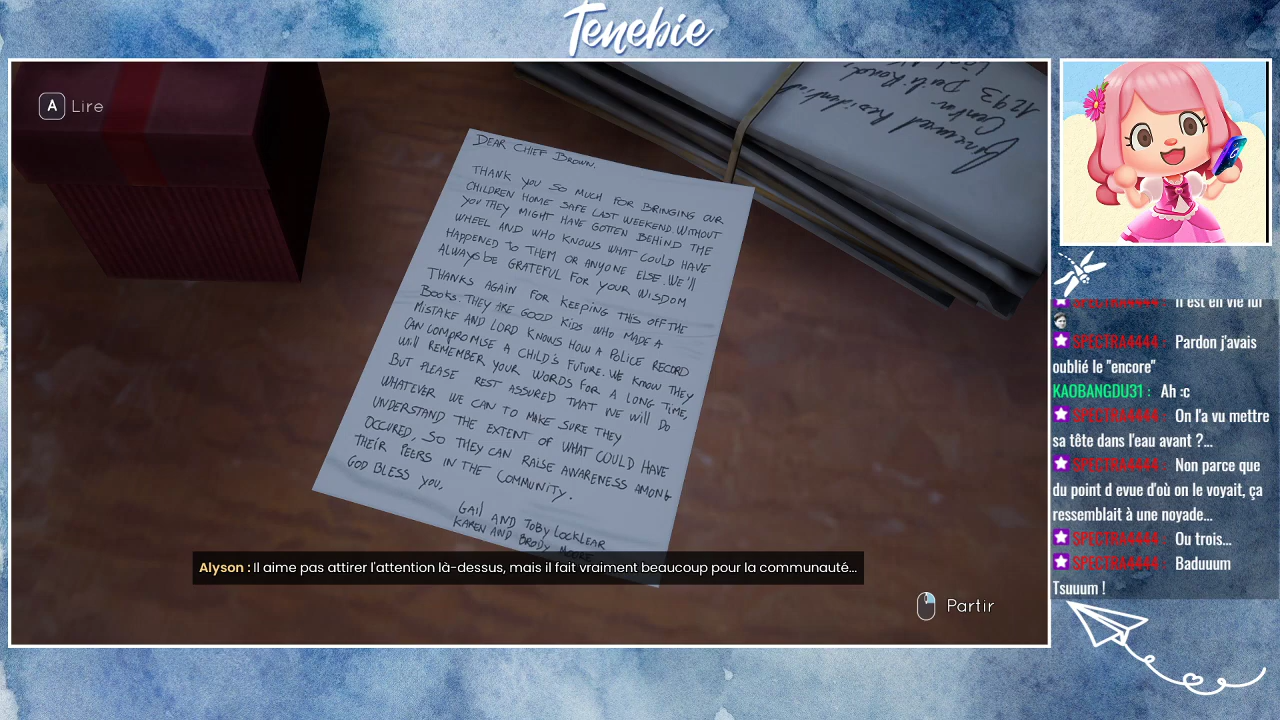 Tenebie
A Lire
DEAR CHIEF BROWN,
THANK YOU SO MUCH FOR BRINGING OUR
CHILDREN HOME SAFE LAST WEEKEND. WITHOUT
YOU THEY MIGHT HAVE GOTTEN BEHIND THE
WHEEL AND WHO KNOWS WHAT COULD HAVE
HAPPENED TO THEM OR ANYONE ELSE. WE'LL
ALWAYS BE GRATEFUL FOR YOUR WISDOM
THANKS AGAIN FOR KEEPING THIS OFF THE
BOOKS. THEY ARE GOOD KIDS WHO MADE A
MISTAKE AND LORD KNOWS HOW A POLICE RECORD
CAN COMPROMISE A CHILD'S FUTURE. WE KNOW THEY
WILL REMEMBER YOUR WORDS FOR A LONG TIME,
BUT PLEASE REST ASSURED THAT WE WILL DO
WHATEVER WE CAN TO MAKE SURE THEY
UNDERSTAND THE EXTENT OF WHAT COULD HAVE
OCCURED, SO THEY CAN RAISE AWARENESS AMONG
THEIR PEERS IN THE COMMUNITY.
GOD BLESS YOU,
GAIL AND TOBY LOCKLEAR
KAREN AND BRODY MOORE
1293
Alyson : Il aime pas attirer l'attention là-dessus, mais il fait vraiment beaucoup pour la communauté...
Partir
SPECTRA4444 : Il est en vie lui
SPECTRA4444 : Pardon j'avais
oublié le "encore"
KAOBANGDU31 : Ah :c
SPECTRA4444 : On l'a vu mettre
sa tête dans l'eau avant ?...
SPECTRA4444 : Non parce que
du point d evue d'où on le voyait, ça
ressemblait à une noyade...
SPECTRA4444 : Ou trois...
SPECTRA4444 : Baduuum
Tsuuum !